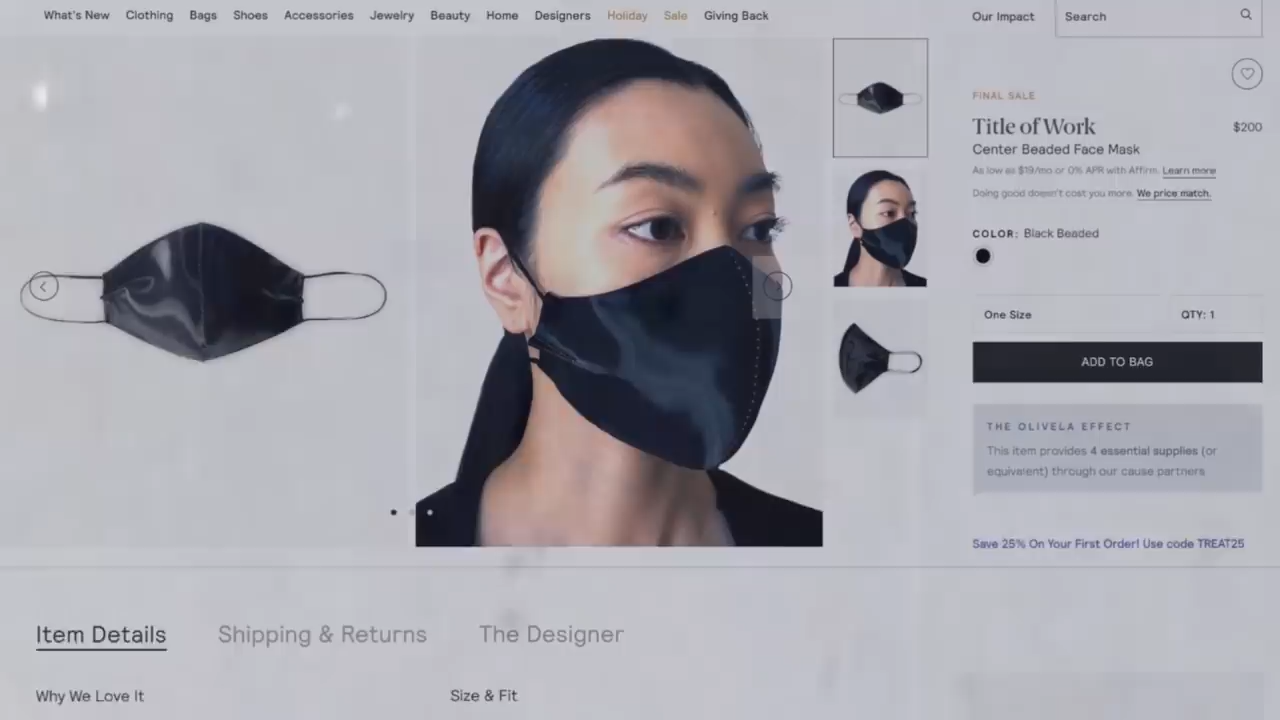 What's New Clothing Bags Shoes Accessories Jewelry Beauty Home Designers Holiday Sale Giving Back Our Impact Search
FINAL SALE
Title of Work $200
Center Beaded Face Mask
As low as $19/mo or 0% APR with Affirm. Learn more
Doing good doesn't cost you more. We price match.
COLOR: Black Beaded
One Size QTY: 1
ADD TO BAG
THE OLIVELA EFFECT
This item provides 4 essential supplies (or
equivalent) through our cause partners
Save 25% On Your First Order! Use code TREAT25
Item Details Shipping & Returns The Designer
Why We Love It Size & Fit